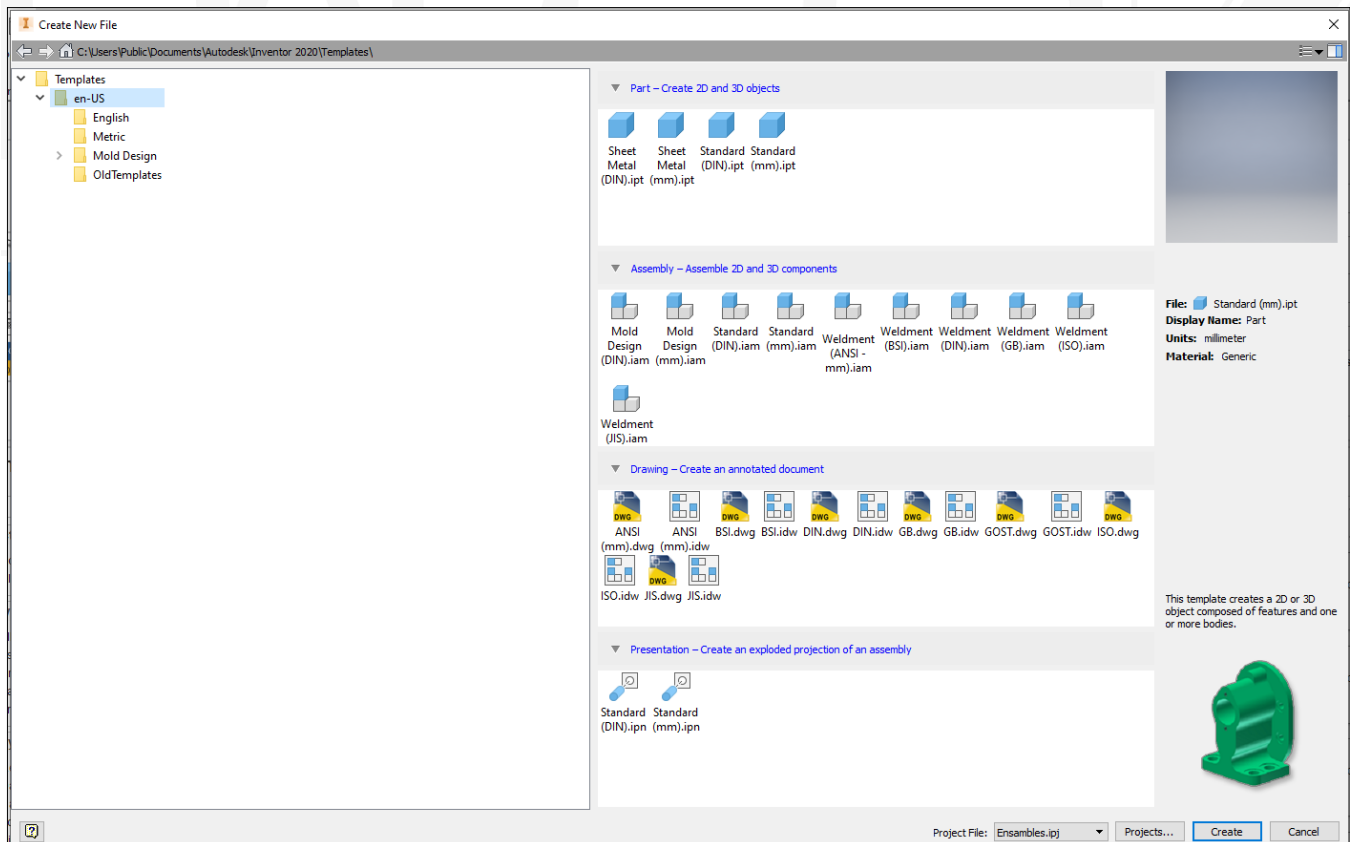 Create New File
C:\Users\Public\Documents\Autodesk\Inventor 2020\Templates\
Templates
en-US
English
Metric
Mold Design
OldTemplates
Part – Create 2D and 3D objects
Sheet Metal (DIN).ipt
Sheet Metal (mm).ipt
Standard (DIN).ipt
Standard (mm).ipt
Assembly – Assemble 2D and 3D components
Mold Design (DIN).iam
Mold Design (mm).iam
Standard (DIN).iam
Standard (mm).iam
Weldment (ANSI - mm).iam
Weldment (BSI).iam
Weldment (DIN).iam
Weldment (GB).iam
Weldment (ISO).iam
Weldment (JIS).iam
Drawing – Create an annotated document
DWG
ANSI (mm).dwg
ANSI (mm).idw
DWG
BSI.dwg
BSI.idw
DWG
DIN.dwg
DIN.idw
DWG
GB.dwg
GB.idw
DWG
GOST.dwg
GOST.idw
DWG
ISO.dwg
ISO.idw
DWG
JIS.dwg
JIS.idw
Presentation – Create an exploded projection of an assembly
Standard (DIN).ipn
Standard (mm).ipn
File: Standard (mm).ipt
Display Name: Part
Units: millimeter
Material: Generic
This template creates a 2D or 3D
object composed of features and one
or more bodies.
Project File: Ensambles.ipj Projects... Create Cancel